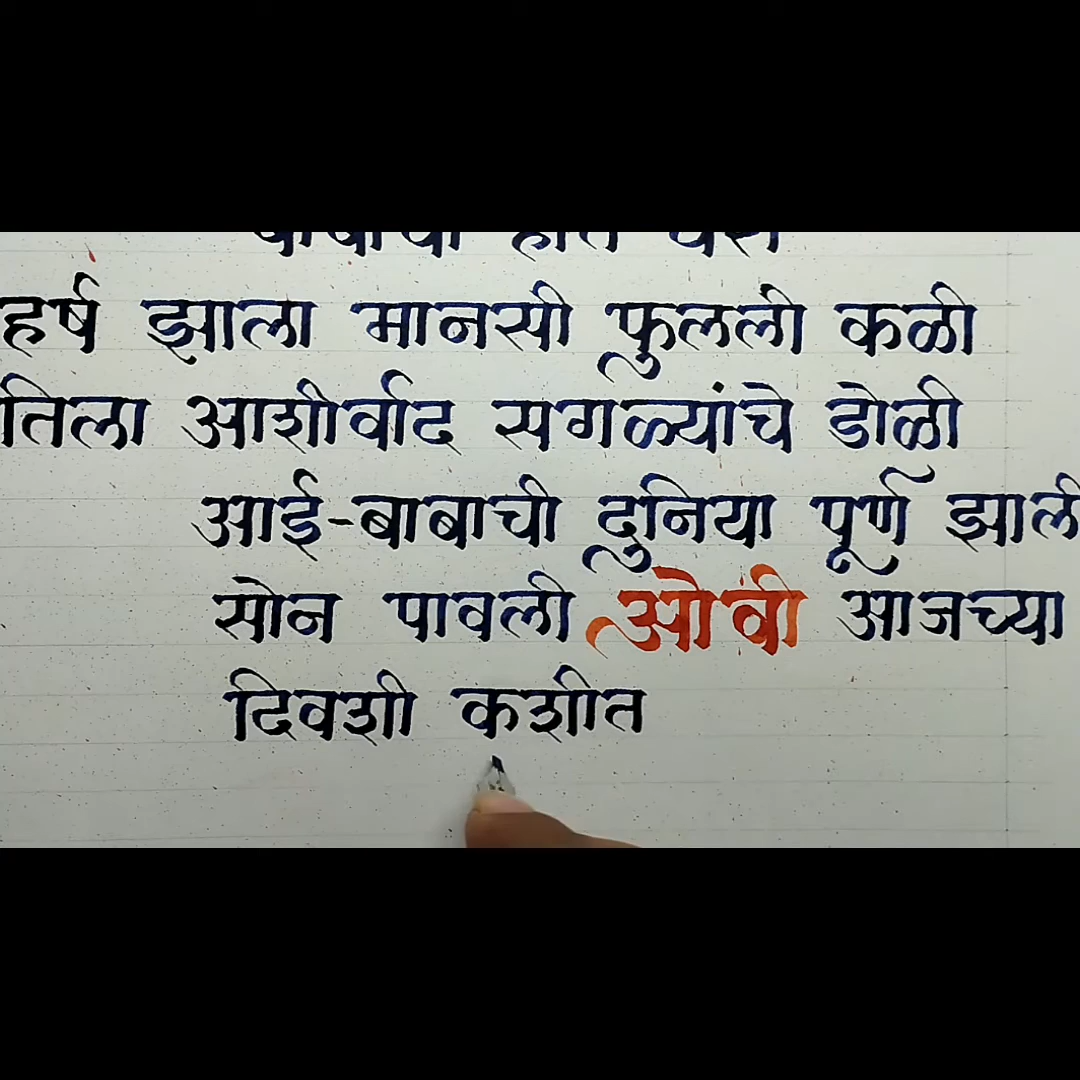 हर्ष झाला मानसी फुलली कळी
तिला आशीर्वाद सगळ्यांचे डोळी
आई-बाबाची दुनिया पूर्ण झाली
सोन पावली ओवी आजच्या
दिवशी कशीत